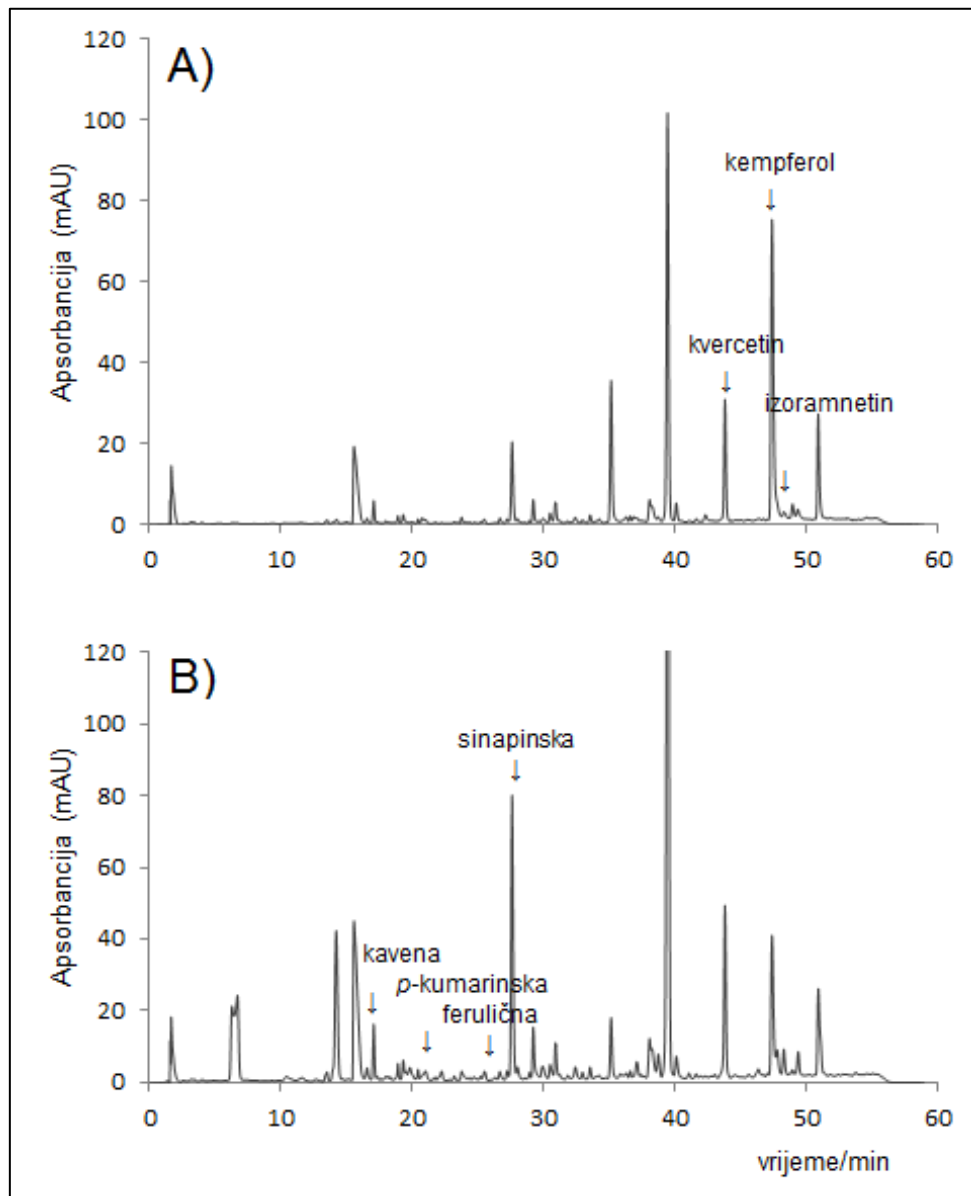 A)
Apsorbancija (mAU)
120
100
80
60
40
20
0
kempferol
↓
kvercetin
↓
izoramnetin
↓
0 10 20 30 40 50 60
B)
Apsorbancija (mAU)
120
100
80
60
40
20
0
sinapinska
↓
kavena
↓
p-kumarinska
↓
ferulična
↓
0 10 20 30 40 50 60
vrijeme/min